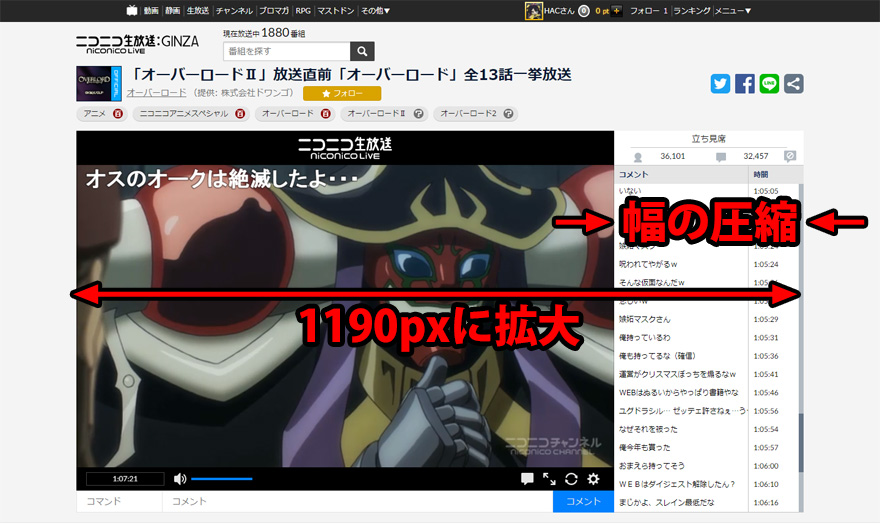 動画 静画 生放送 チャンネル ブロマガ RPG マストドン その他▼
HACさん 0 pt + フォロー 1 ランキング メニュー▼
ニコニコ生放送:GINZA
NICONICO LIVE
現在放送中 1880番組
番組を探す
OVERLORD
OFFICIAL
「オーバーロードⅡ」放送直前「オーバーロード」全13話一挙放送
オーバーロード (提供: 株式会社ドワンゴ) ★ フォロー
アニメ 百 ニコニコアニメスペシャル 百 オーバーロード 百 オーバーロードⅡ ? オーバーロード2 ?
ニコニコ生放送
NICONICO LIVE
立ち見席
36,101 32,457
コメント 時間
オスのオークは絶滅したよ・・・
いない 1:05:05
幅の圧縮
呪われてやがるw 1:05:24
そんな仮面なんだw
1190pxに拡大
嫉妬マスクさん 1:05:29
俺持っているわ 1:05:31
俺も持ってるな（確信） 1:05:36
運営がクリスマスぼっちを煽るなw 1:05:41
WEBはぬるいからやっぱり書籍やな 1:05:46
ユグドラシル… ゼッテェ許さねぇ…う 1:05:56
なぜそれを被った 1:05:54
俺今年も貰った 1:05:57
おまえら持ってそう 1:06:00
ＷＥＢはダイジェスト解除したん？ 1:06:10
まじかよ、スレイン最低だな 1:06:16
ニコニコチャンネル
NICONICO CHANNEL
1:07:21
コマンド コメント コメント